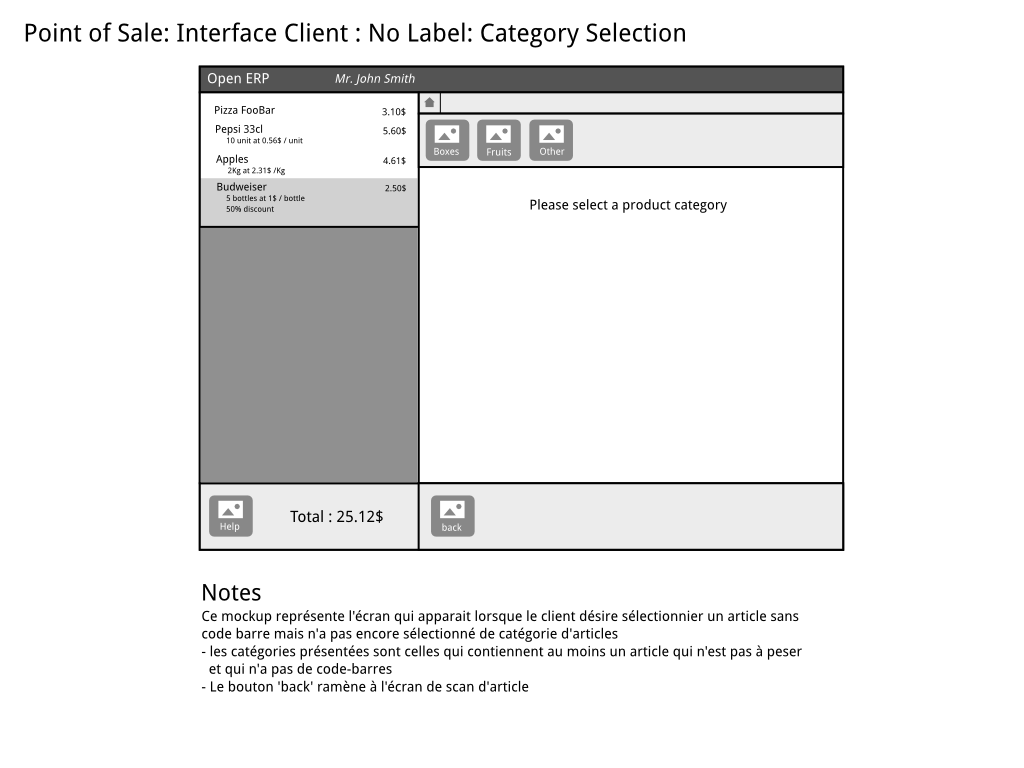 Point of Sale: Interface Client : No Label: Category Selection
Open ERP Mr. John Smith
Pizza FooBar 3.10$
Pepsi 33cl 5.60$
10 unit at 0.56$ / unit
Apples 4.61$
2Kg at 2.31$ /Kg
Budweiser 2.50$
5 bottles at 1$ / bottle
50% discount
Boxes Fruits Other
Please select a product category
Help Total : 25.12$
back
Notes
Ce mockup représente l'écran qui apparait lorsque le client désire sélectionnier un article sans
code barre mais n'a pas encore sélectionné de catégorie d'articles
- les catégories présentées sont celles qui contiennent au moins un article qui n'est pas à peser
et qui n'a pas de code-barres
- Le bouton 'back' ramène à l'écran de scan d'article